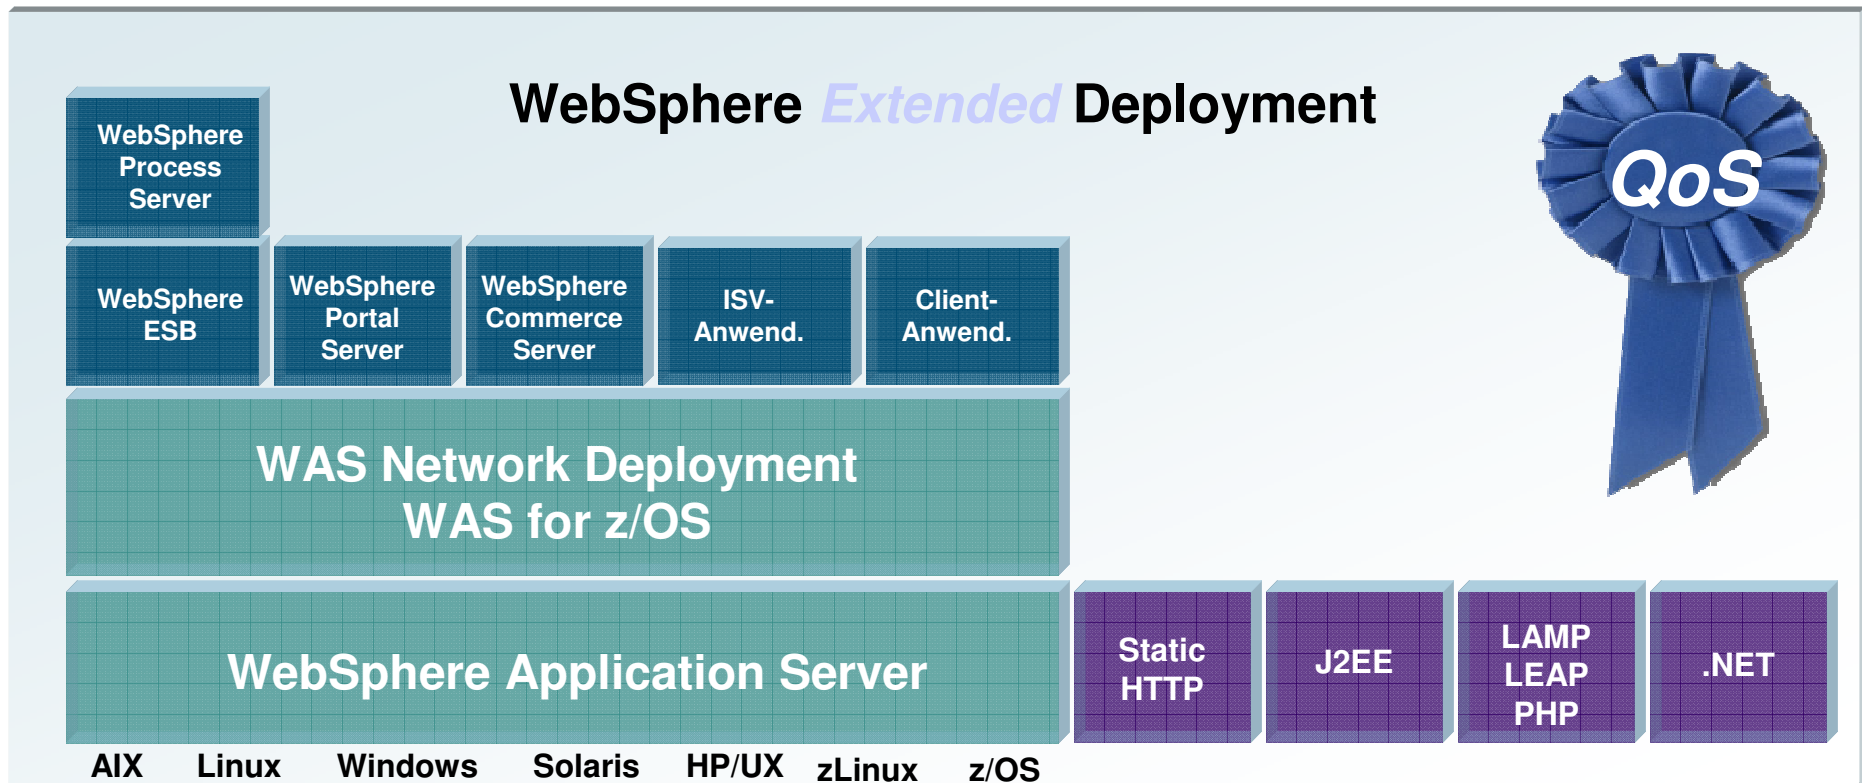 WebSphere Extended Deployment
QoS
WebSphere
Process
Server
WebSphere
ESB
WebSphere
Portal
Server
WebSphere
Commerce
Server
ISV-
Anwend.
Client-
Anwend.
WAS Network Deployment
WAS for z/OS
WebSphere Application Server
Static
HTTP
J2EE
LAMP
LEAP
PHP
.NET
AIX Linux Windows Solaris HP/UX zLinux z/OS